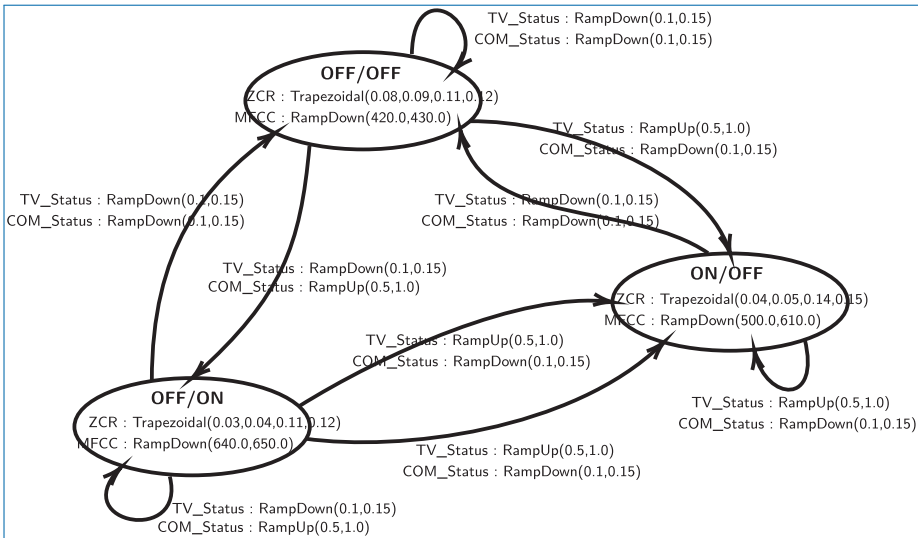 TV_Status : RampDown(0.1,0.15)
COM_Status : RampDown(0.1,0.15)
OFF/OFF
ZCR : Trapezoidal(0.08,0.09,0.11,0.12)
MFCC : RampDown(420.0,430.0)
TV_Status : RampUp(0.5,1.0)
COM_Status : RampDown(0.1,0.15)
TV_Status : RampDown(0.1,0.15)
COM_Status : RampDown(0.1,0.15)
TV_Status : RampDown(0.1,0.15)
COM_Status : RampDown(0.1,0.15)
TV_Status : RampDown(0.1,0.15)
COM_Status : RampUp(0.5,1.0)
ON/OFF
ZCR : Trapezoidal(0.04,0.05,0.14,0.15)
MFCC : RampDown(500.0,610.0)
TV_Status : RampUp(0.5,1.0)
COM_Status : RampDown(0.1,0.15)
OFF/ON
ZCR : Trapezoidal(0.03,0.04,0.11,0.12)
MFCC : RampDown(640.0,650.0)
TV_Status : RampUp(0.5,1.0)
COM_Status : RampDown(0.1,0.15)
TV_Status : RampUp(0.5,1.0)
COM_Status : RampDown(0.1,0.15)
TV_Status : RampDown(0.1,0.15)
COM_Status : RampUp(0.5,1.0)